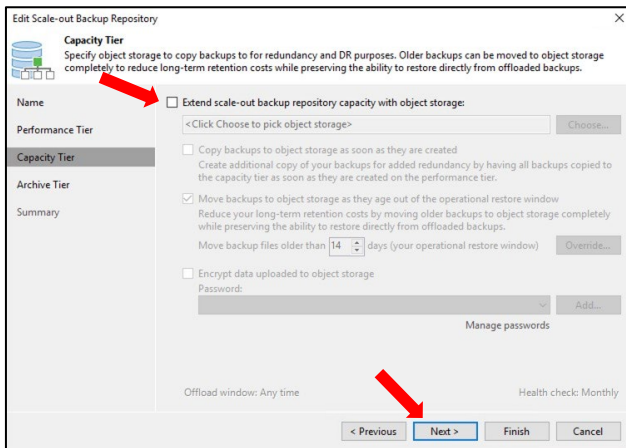 Edit Scale-out Backup Repository
Capacity Tier
Specify object storage to copy backups to for redundancy and DR purposes. Older backups can be moved to object storage
completely to reduce long-term retention costs while preserving the ability to restore directly from offloaded backups.
Name
Performance Tier
Capacity Tier
Archive Tier
Summary
Extend scale-out backup repository capacity with object storage:
<Click Choose to pick object storage>
Choose...
Copy backups to object storage as soon as they are created
Create additional copy of your backups for added redundancy by having all backups copied to
the capacity tier as soon as they are created on the performance tier.
Move backups to object storage as they age out of the operational restore window
Reduce your long-term retention costs by moving older backups to object storage completely
while preserving the ability to restore directly from offloaded backups.
Move backup files older than 14 days (your operational restore window)
Override...
Encrypt data uploaded to object storage
Password:
Add...
Manage passwords
Offload window: Any time
Health check: Monthly
< Previous
Next >
Finish
Cancel